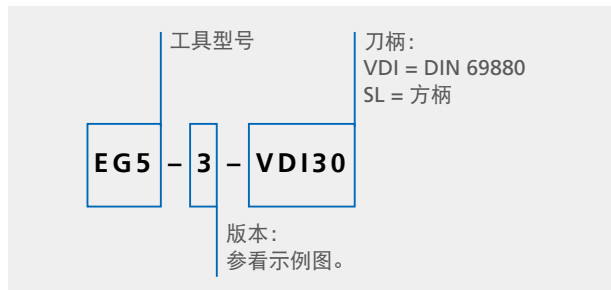 工具型号
刀柄：
VDI = DIN 69880
SL = 方柄
EG5 – 3 – VDI30
版本：
参看示例图。